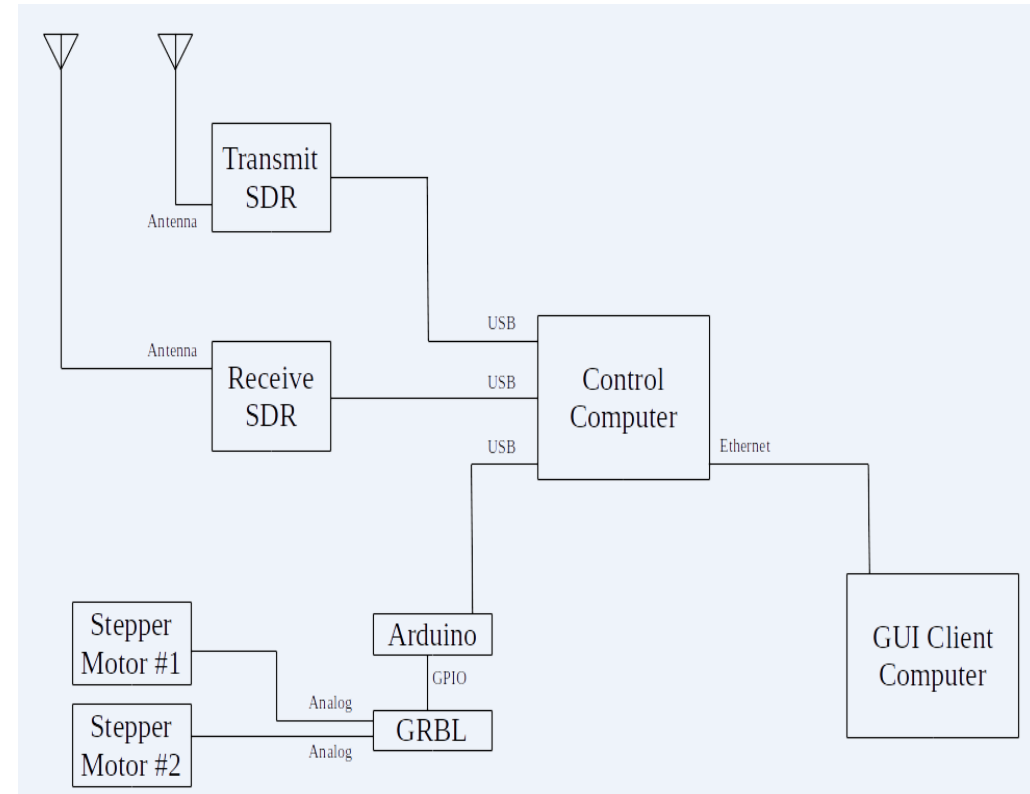 Transmit
SDR
Antenna
USB
Antenna
Receive
SDR
USB
Control
Computer
USB
Ethernet
Stepper
Motor #1
Arduino
GUI Client
Computer
GPIO
Analog
GRBL
Stepper
Motor #2
Analog